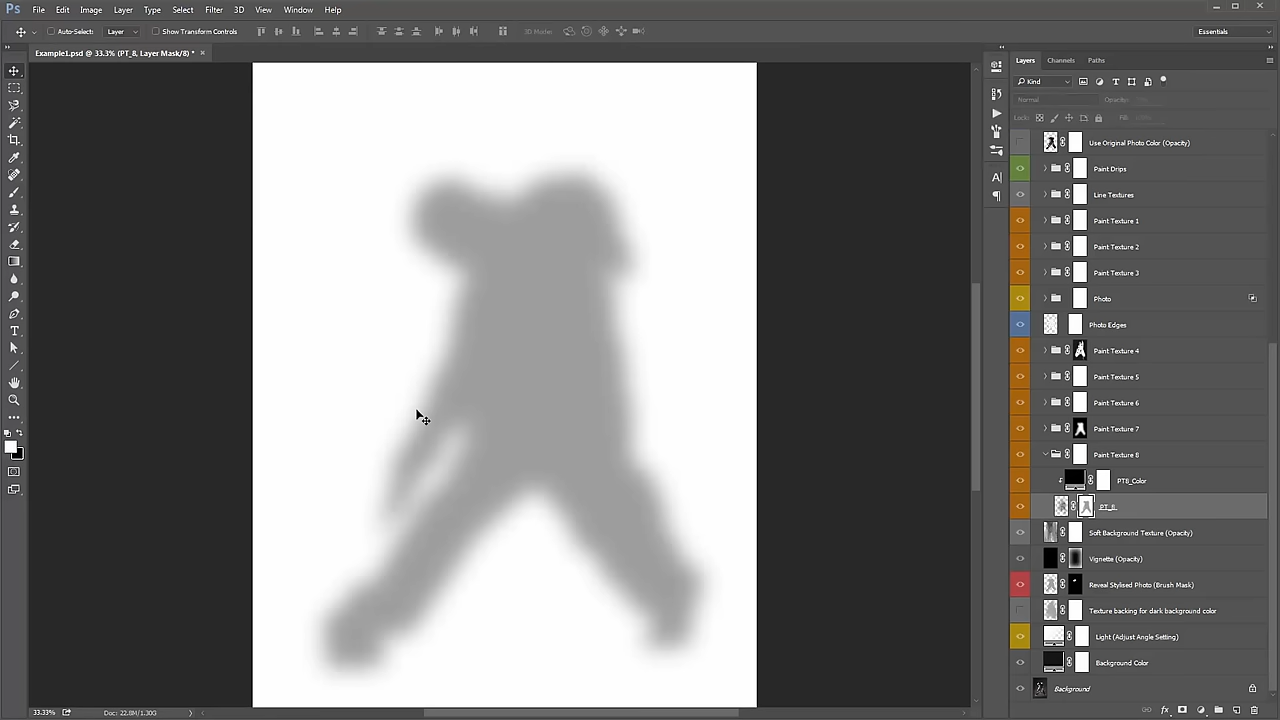 Ps File Edit Image Layer Type Select Filter 3D View Window Help
Auto-Select: Layer Show Transform Controls 3D Mode: Essentials
Example1.psd @ 33.3% (PT_8, Layer Mask/8) * ×
Layers Channels Paths
Kind
Normal Opacity:
Lock: Fill:
Use Original Photo Color (Opacity)
Paint Drips
Line Textures
Paint Texture 1
Paint Texture 2
Paint Texture 3
Photo
Photo Edges
Paint Texture 4
Paint Texture 5
Paint Texture 6
Paint Texture 7
Paint Texture 8
PT8_Color
PT_8
Soft Background Texture (Opacity)
Vignette (Opacity)
Reveal Stylised Photo (Brush Mask)
Texture backing for dark background color
Light (Adjust Angle Setting)
Background Color
Background
33.33% Doc: 22.8M/1.30G